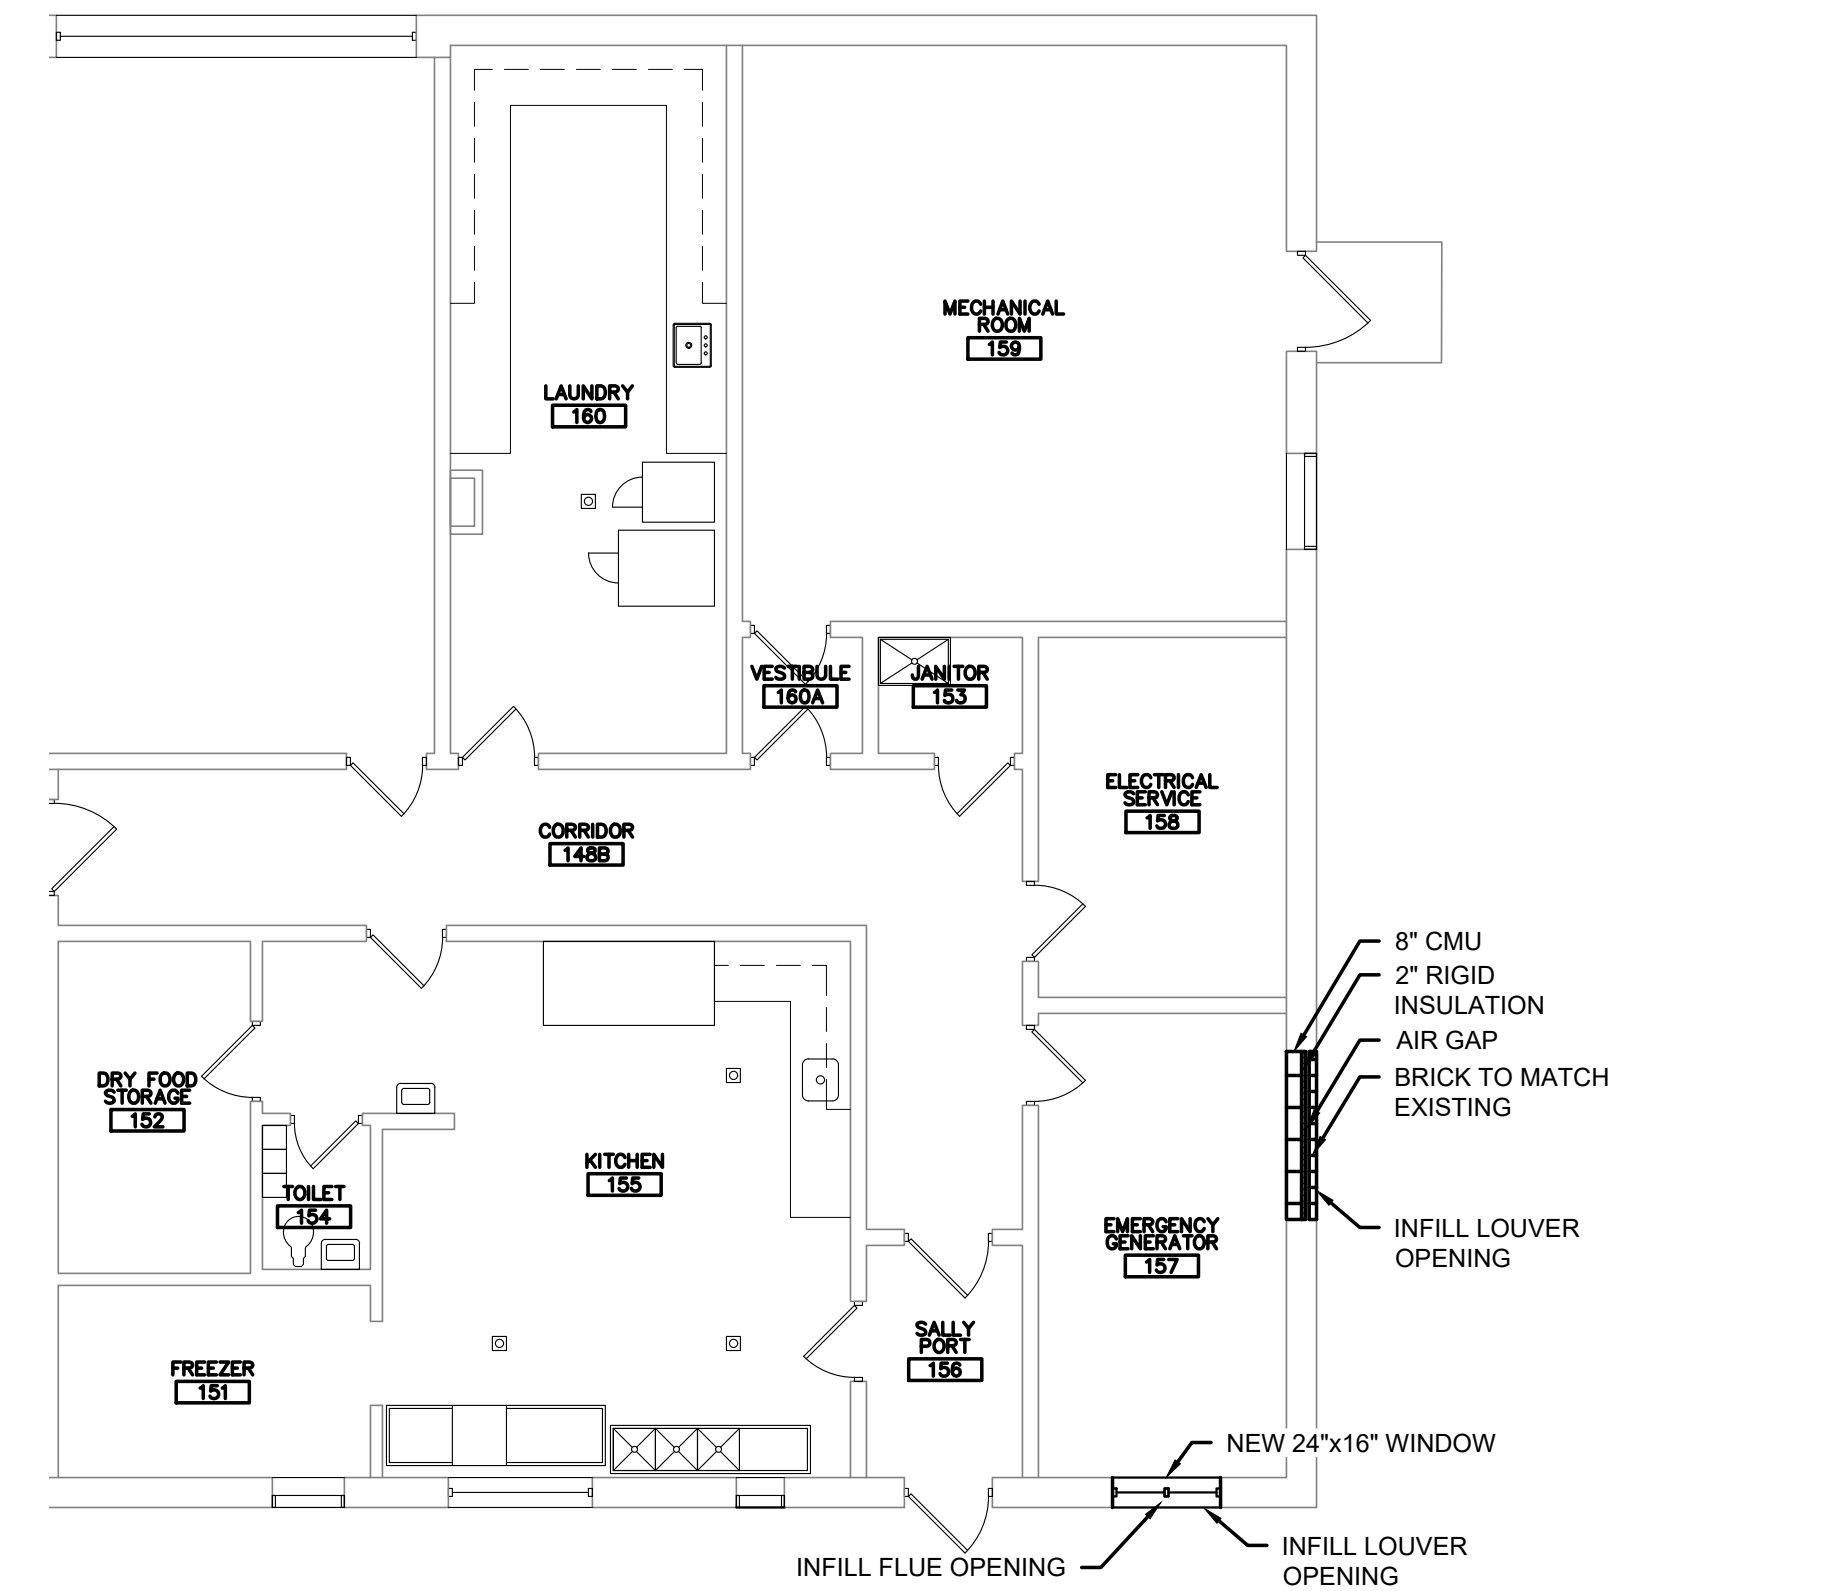 MECHANICAL
ROOM
159
LAUNDRY
160
VESTIBULE
160A
JANITOR
153
ELECTRICAL
SERVICE
158
CORRIDOR
148B
8" CMU
2" RIGID
INSULATION
AIR GAP
BRICK TO MATCH
EXISTING
DRY FOOD
STORAGE
152
KITCHEN
155
TOILET
154
EMERGENCY
GENERATOR
157
INFILL LOUVER
OPENING
SALLY
PORT
156
FREEZER
151
NEW 24"x16" WINDOW
INFILL FLUE OPENING
INFILL LOUVER
OPENING